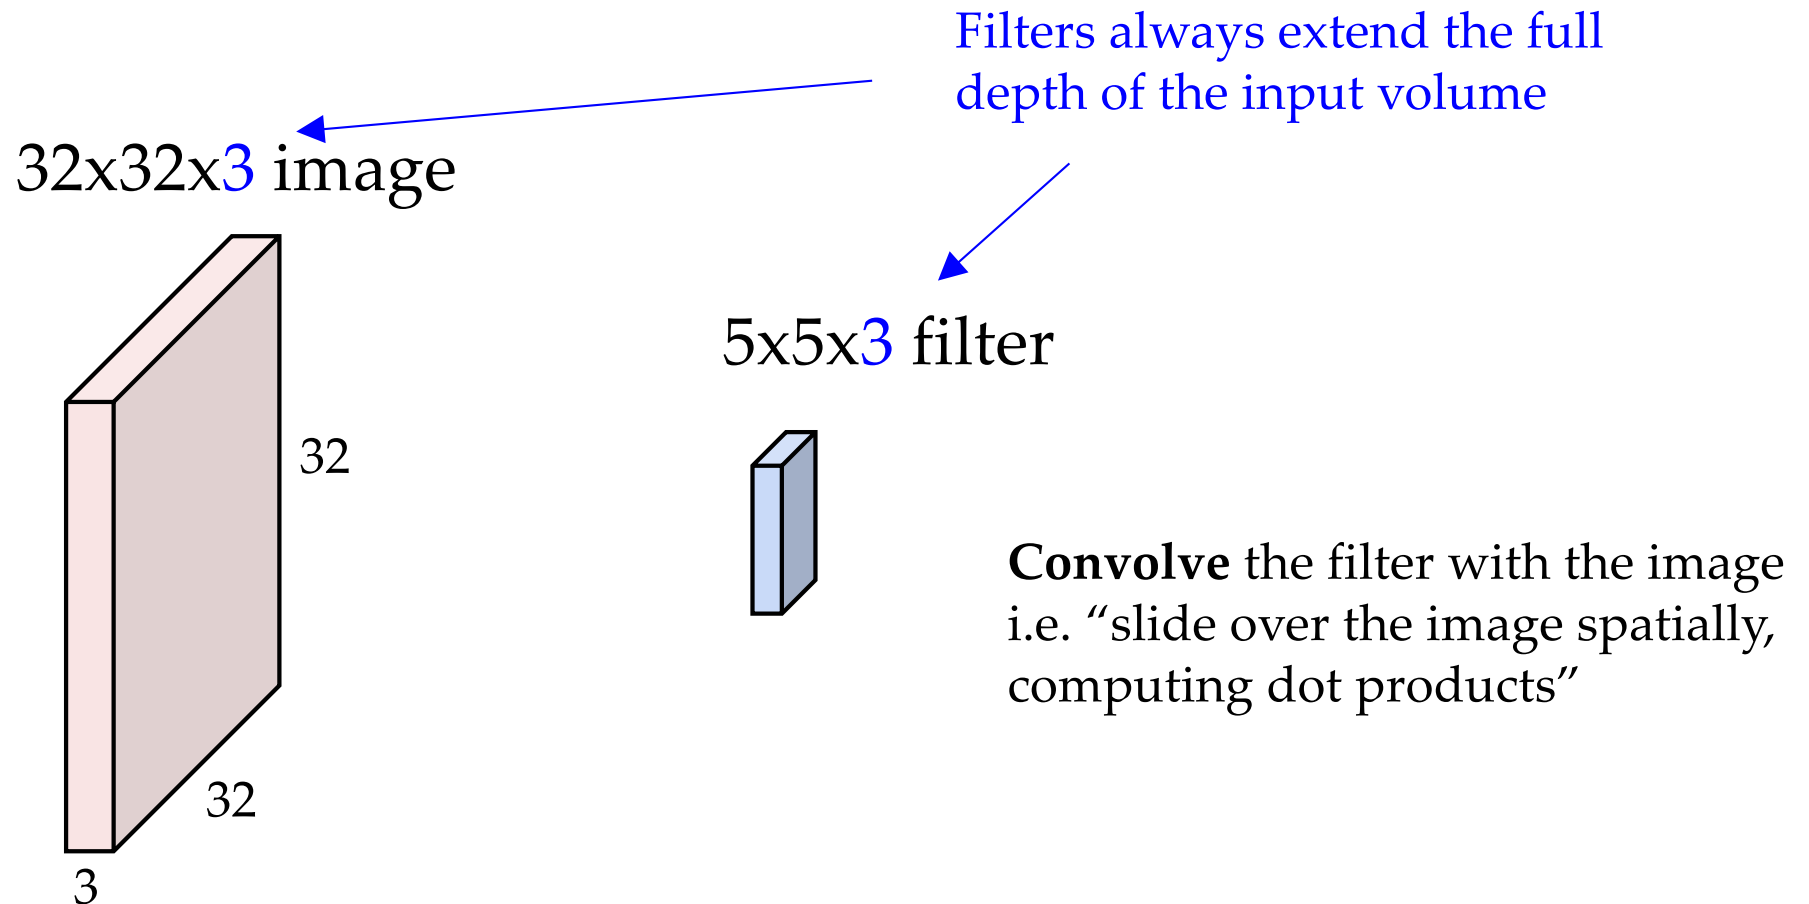 Filters always extend the full
depth of the input volume
32x32x3 image
5x5x3 filter
32
32
3
Convolve the filter with the image
i.e. “slide over the image spatially,
computing dot products”